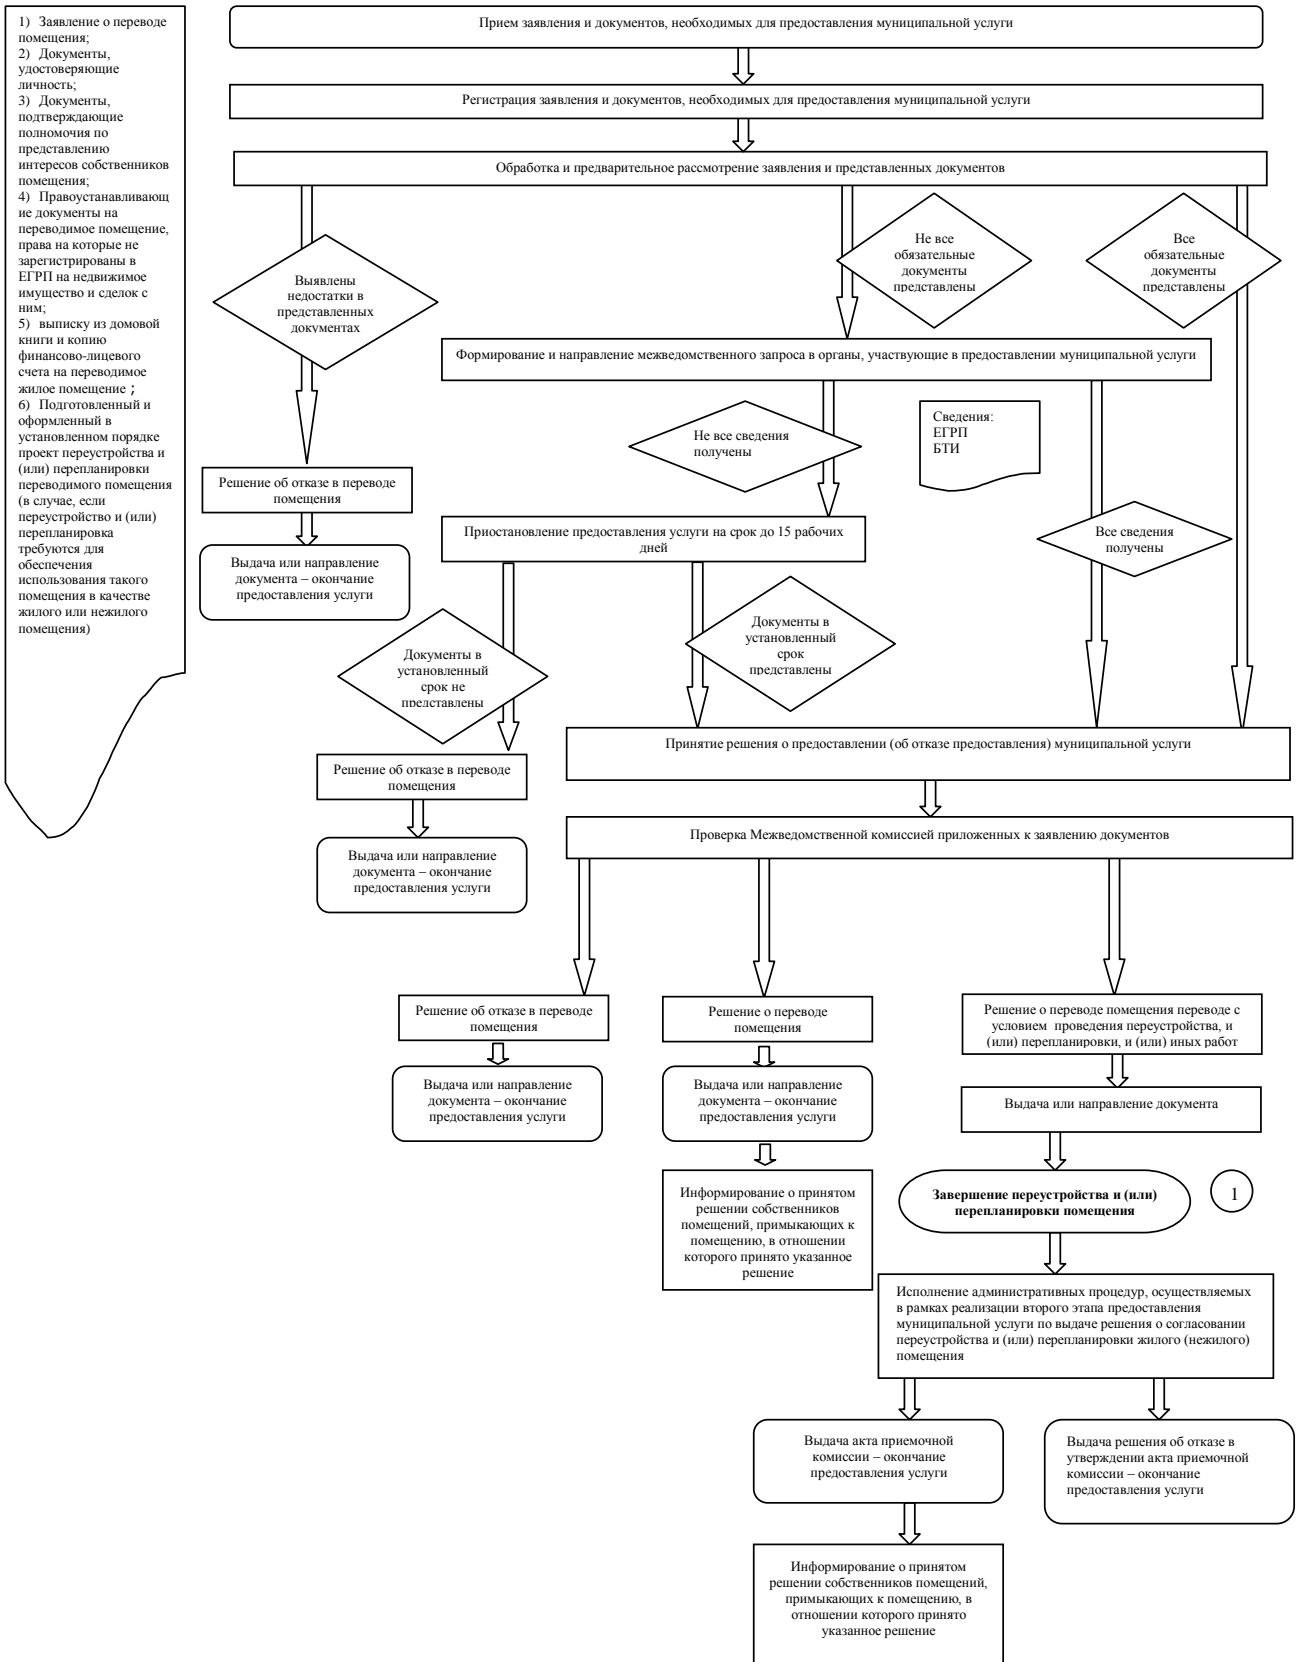 1) Заявление о переводе
помещения;
2) Документы,
удостоверяющие
личность;
3) Документы,
подтверждающие
полномочия по
представлению
интересов собственников
помещения;
4) Правоустанавливающ
ие документы на
переводимое помещение,
права на которые не
зарегистрированы в
ЕГРП на недвижимое
имущество и сделок с
ним;
5) выписку из домовой
книги и копию
финансово-лицевого
счета на переводимое
жилое помещение ;
6) Подготовленный и
оформленный в
установленном порядке
проект переустройства и
(или) перепланировки
переводимого помещения
(в случае, если
переустройство и (или)
перепланировка
требуются для
обеспечения
использования такого
помещения в качестве
жилого или нежилого
помещения)
Прием заявления и документов, необходимых для предоставления муниципальной услуги
Регистрация заявления и документов, необходимых для предоставления муниципальной услуги
Обработка и предварительное рассмотрение заявления и представленных документов
Выявлены
недостатки в
представленных
документах
Не все
обязательные
документы
представлены
Все
обязательные
документы
представлены
Формирование и направление межведомственного запроса в органы, участвующие в предоставлении муниципальной услуги
Не все сведения
получены
Сведения:
ЕГРП
БТИ
Решение об отказе в переводе
помещения
Приостановление предоставления услуги на срок до 15 рабочих
дней
Все сведения
получены
Выдача или направление
документа – окончание
предоставления услуги
Документы в
установленный
срок не
представлены
Документы в
установленный
срок
представлены
Принятие решения о предоставлении (об отказе предоставления) муниципальной услуги
Решение об отказе в переводе
помещения
Проверка Межведомственной комиссией приложенных к заявлению документов
Выдача или направление
документа – окончание
предоставления услуги
Решение об отказе в переводе
помещения
Решение о переводе
помещения
Решение о переводе помещения переводе с
условием проведения переустройства, и
(или) перепланировки, и (или) иных работ
Выдача или направление
документа – окончание
предоставления услуги
Выдача или направление
документа – окончание
предоставления услуги
Выдача или направление документа
Информирование о принятом
решении собственников
помещений, примыкающих к
помещению, в отношении
которого принято указанное
решение
Завершение переустройства и (или)
перепланировки помещения
1
Исполнение административных процедур, осуществляемых
в рамках реализации второго этапа предоставления
муниципальной услуги по выдаче решения о согласовании
переустройства и (или) перепланировки жилого (нежилого)
помещения
Выдача акта приемочной
комиссии – окончание
предоставления услуги
Выдача решения об отказе в
утверждении акта приемочной
комиссии – окончание
предоставления услуги
Информирование о принятом
решении собственников помещений,
примыкающих к помещению, в
отношении которого принято
указанное решение